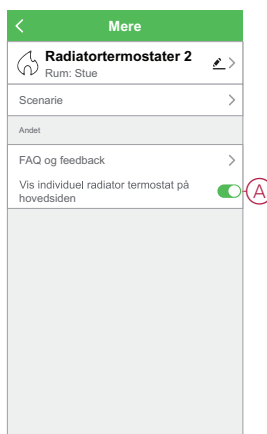 Mere
Radiatortermostater 2
Rum: Stue
Scenarie
Andet
FAQ og feedback
Vis individuel radiator termostat på
hovedsiden
A